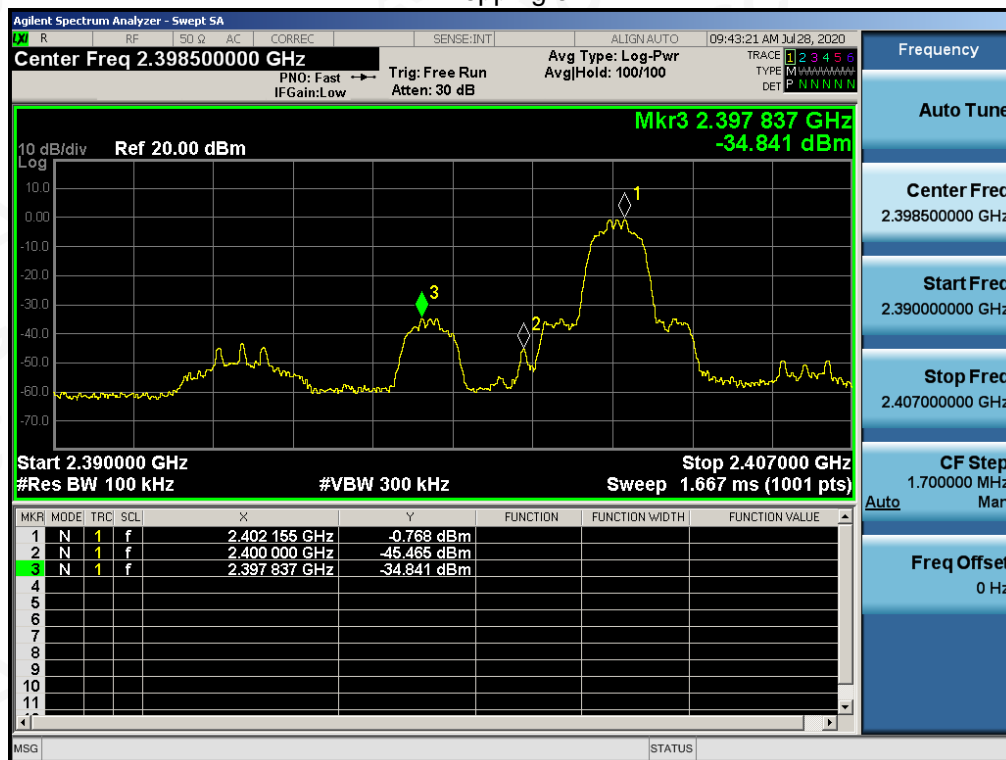 Agilent Spectrum Analyzer - Swept SA
LXI R RF 50 Ω AC CORREC SENSE:INT ALIGN AUTO 09:43:21 AM Jul 28, 2020
Center Freq 2.398500000 GHz
PNO: Fast
IFGain:Low
Trig: Free Run
Atten: 30 dB
Avg Type: Log-Pwr
Avg|Hold: 100/100
TRACE 1 2 3 4 5 6
TYPE M
DET P N N N N N
Mkr3 2.397 837 GHz
-34.841 dBm
10 dB/div Ref 20.00 dBm
Log
10.0
0.00
-10.0
-20.0
-30.0
-40.0
-50.0
-60.0
-70.0
1
2
3
Start 2.390000 GHz Stop 2.407000 GHz
#Res BW 100 kHz #VBW 300 kHz Sweep 1.667 ms (1001 pts)
MKR MODE TRC SCL X Y FUNCTION FUNCTION WIDTH FUNCTION VALUE
1 N 1 f 2.402 155 GHz -0.768 dBm
2 N 1 f 2.400 000 GHz -45.465 dBm
3 N 1 f 2.397 837 GHz -34.841 dBm
4
5
6
7
8
9
10
11
MSG STATUS
Frequency
Auto Tune
Center Freq
2.398500000 GHz
Start Freq
2.390000000 GHz
Stop Freq
2.407000000 GHz
CF Step
1.700000 MHz
Auto Man
Freq Offset
0 Hz